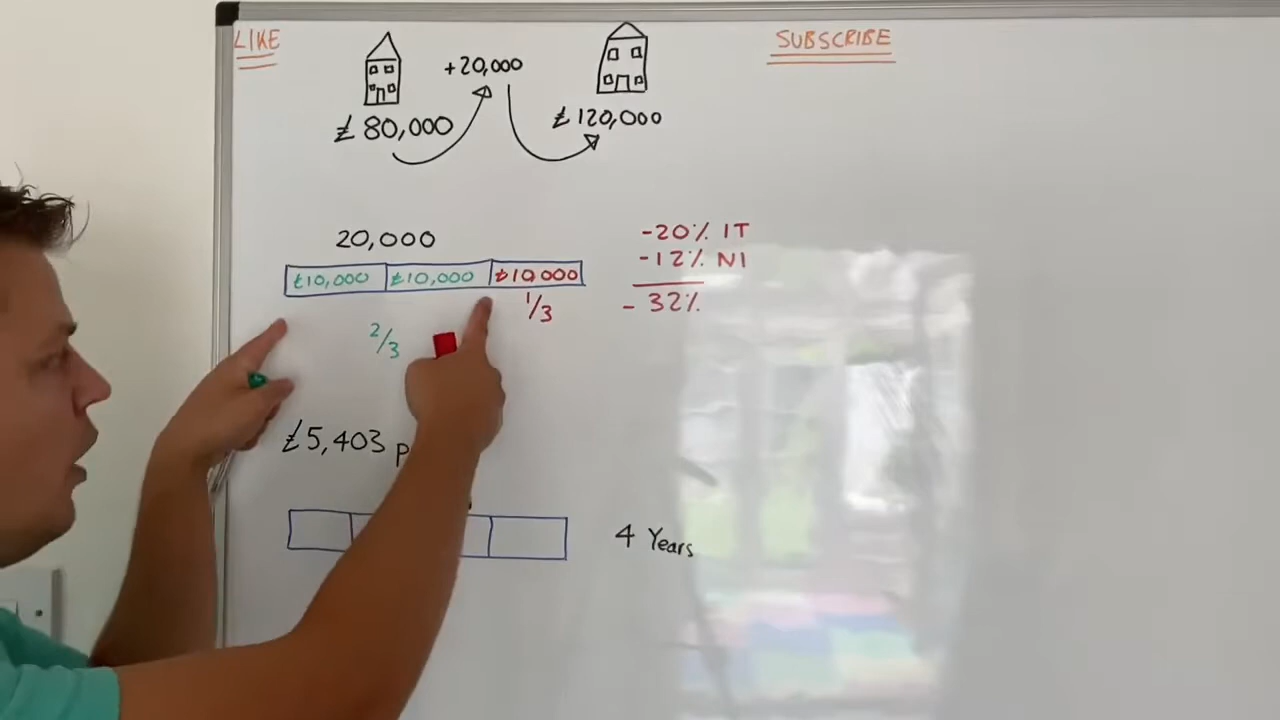 LIKE
SUBSCRIBE
+20,000
£80,000
£120,000
20,000
£10,000 £10,000 £10,000
2/3
1/3
-20% IT
-12% NI
- 32%
£5,403
4 Years